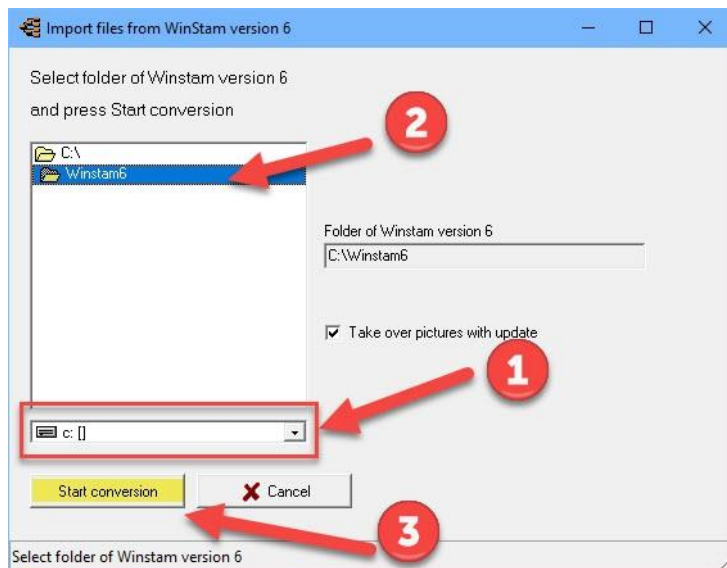 Import files from WinStam version 6
Select folder of Winstam version 6
and press Start conversion
2
C:\
Winstam6
Folder of Winstam version 6
C:\Winstam6
Take over pictures with update
1
c: []
Start conversion
Cancel
3
Select folder of Winstam version 6